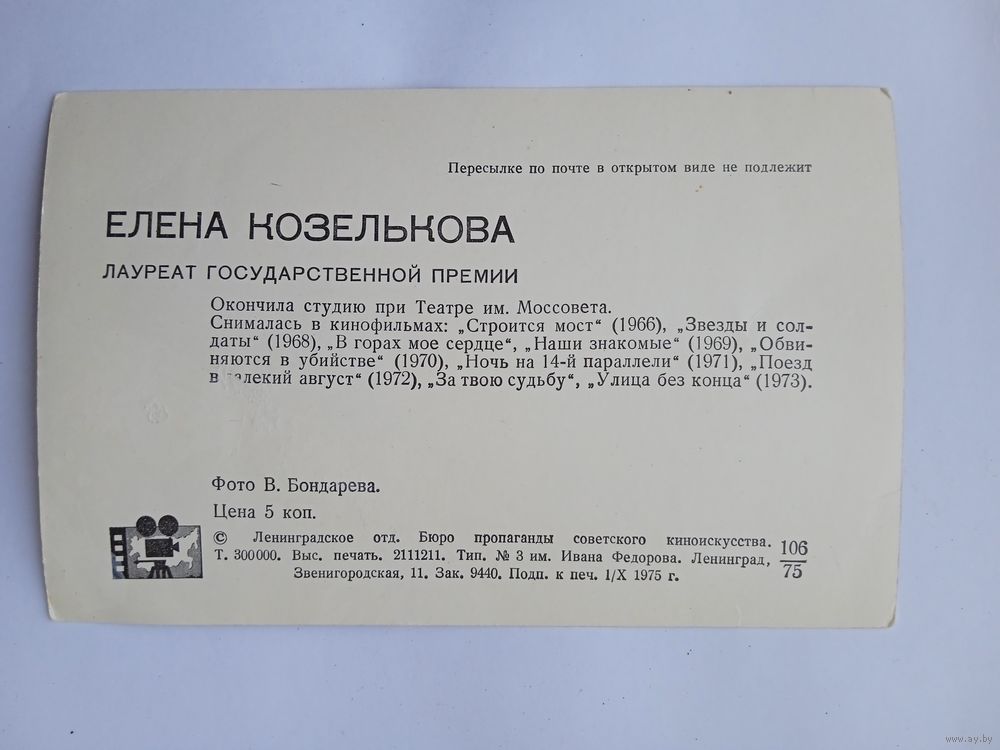 Пересылке по почте в открытом виде не подлежит
ЕЛЕНА КОЗЕЛЬКОВА
ЛАУРЕАТ ГОСУДАРСТВЕННОЙ ПРЕМИИ
Окончила студию при Театре им. Моссовета.
Снималась в кинофильмах: „Строится мост“ (1966), „Звезды и сол-
даты“ (1968), „В горах мое сердце“, „Наши знакомые“ (1969), „Обви-
няются в убийстве“ (1970), „Ночь на 14-й параллели“ (1971), „Поезд
в август“ (1972), „За твою судьбу“, „Улица без конца“ (1973).
Фото В. Бондарева.
Цена 5 коп.
© Ленинградское отд. Бюро пропаганды советского киноискусства.
Т. 300000. Выс. печать. 2111211. Тип. № 3 им. Ивана Федорова. Ленинград,
Звенигородская, 11. Зак. 9440. Подп. к печ. 1/X 1975 г.
106
75
www.ay.by